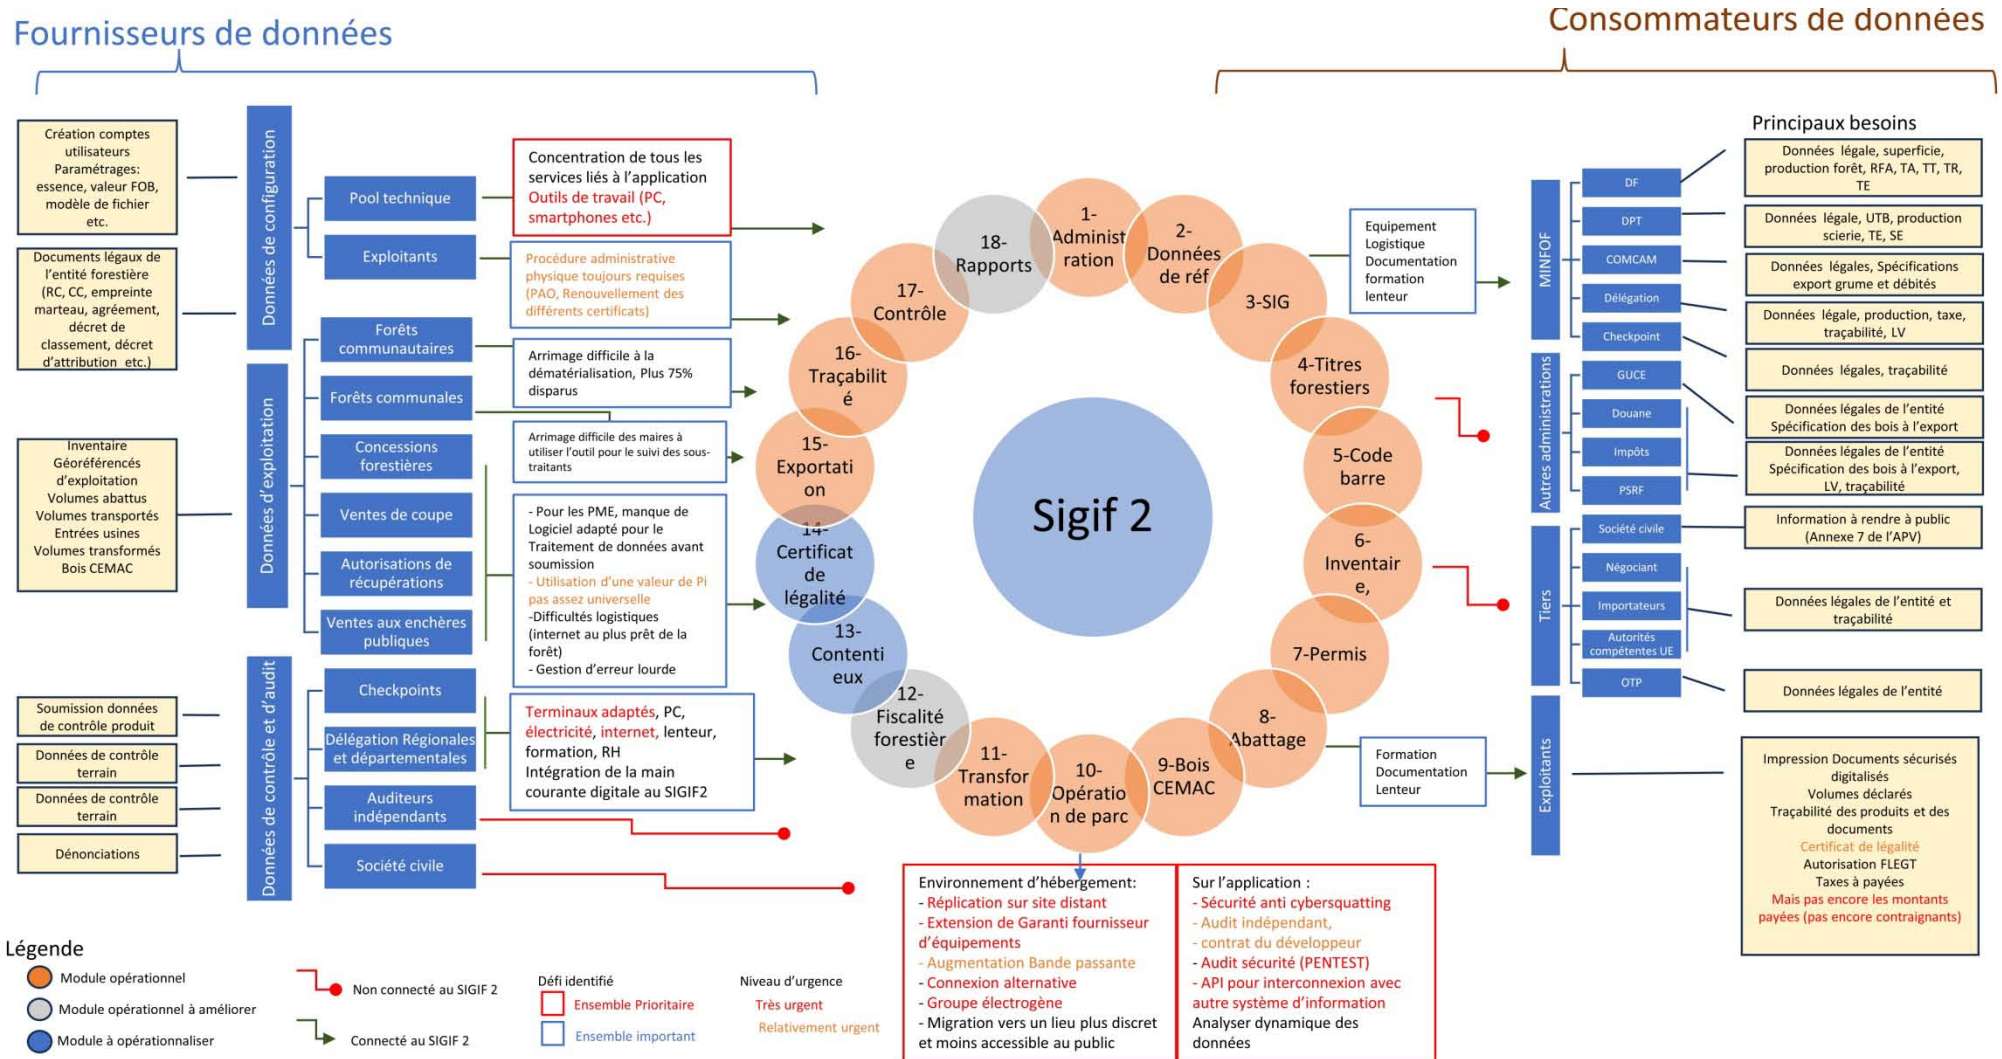 Fournisseurs de données
Consommateurs de données
Création comptes
utilisateurs
Paramétrages:
essence, valeur FOB,
modèle de fichier
etc.
Documents légaux de
l'entité forestière
(RC, CC, empreinte
marteau, agréement,
décret de
classement, décret
d'attribution etc.)
Inventaire
Géoréférencés
d'exploitation
Volumes abattus
Volumes transportés
Entrées usines
Volumes transformés
Bois CEMAC
Soumission données
de contrôle produit
Données de contrôle
terrain
Données de contrôle
terrain
Dénonciations
Données de configuration
Données d'exploitation
Données de contrôle et d'audit
Pool technique
Exploitants
Forêts
communautaires
Forêts communales
Concessions
forestières
Ventes de coupe
Autorisations de
récupérations
Ventes aux enchères
publiques
Checkpoints
Délégation Régionales
et départementales
Auditeurs
indépendants
Société civile
Concentration de tous les
services liés à l'application
Outils de travail (PC,
smartphones etc.)
Procédure administrative
physique toujours requises
(PAO, Renouvellement des
différents certificats)
Arrimage difficile à la
dématérialisation, Plus 75%
disparus
Arrimage difficile des maires à
utiliser l'outil pour le suivi des sous-
traitants
- Pour les PME, manque de
Logiciel adapté pour le
Traitement de données avant
soumission
- Utilisation d'une valeur de Pi
pas assez universelle
-Difficultés logistiques
(internet au plus prêt de la
forêt)
- Gestion d'erreur lourde
Terminaux adaptés, PC,
électricité, internet, lenteur,
formation, RH
Intégration de la main
courante digitale au SIGIF2
Sigif 2
1-
Administ
ration
2-
Données
de réf
3-SIG
4-Titres
forestiers
5-Code
barre
6-
Inventair
e,
7-Permis
8-
Abattage
9-Bois
CEMAC
10-
Opératio
n de parc
11-
Transfor
mation
12-
Fiscalité
forestièr
e
13-
Contenti
eux
14-
Certificat
de
légalité
15-
Exportati
on
16-
Traçabilit
é
17-
Contrôle
18-
Rapports
Equipement
Logistique
Documentation
formation
lenteur
Formation
Documentation
Lenteur
MINFOF
Autres administrations
Tiers
Exploitants
DF
DPT
COMCAM
Délégation
Checkpoint
GUCE
Douane
Impôts
PSRF
Société civile
Négociant
Importateurs
Autorités
compétentes UE
OTP
Principaux besoins
Données légale, superficie,
production forêt, RFA, TA, TT, TR,
TE
Données légale, UTB, production
scierie, TE, SE
Données légales, Spécifications
export grume et débités
Données légale, production, taxe,
traçabilité, LV
Données légales, traçabilité
Données légales de l'entité
Spécification des bois à l'export
Données légales de l'entité
Spécification des bois à l'export,
LV, traçabilité
Information à rendre à public
(Annexe 7 de l'APV)
Données légales de l'entité et
traçabilité
Données légales de l'entité
Impression Documents sécurisés
digitalisés
Volumes déclarés
Traçabilité des produits et des
documents
Certificat de légalité
Autorisation FLEGT
Taxes à payées
Mais pas encore les montants
payées (pas encore contraignants)
Environnement d'hébergement:
- Réplication sur site distant
- Extension de Garanti fournisseur
d'équipements
- Augmentation Bande passante
- Connexion alternative
- Groupe électrogène
- Migration vers un lieu plus discret
et moins accessible au public
Sur l'application :
- Sécurité anti cybersquatting
- Audit indépendant,
- contrat du développeur
- Audit sécurité (PENTEST)
- API pour interconnexion avec
autre système d'information
Analyser dynamique des
données
Légende
Module opérationnel
Module opérationnel à améliorer
Module à opérationnaliser
Non connecté au SIGIF 2
Connecté au SIGIF 2
Défi identifié
Ensemble Prioritaire
Ensemble important
Niveau d'urgence
Très urgent
Relativement urgent